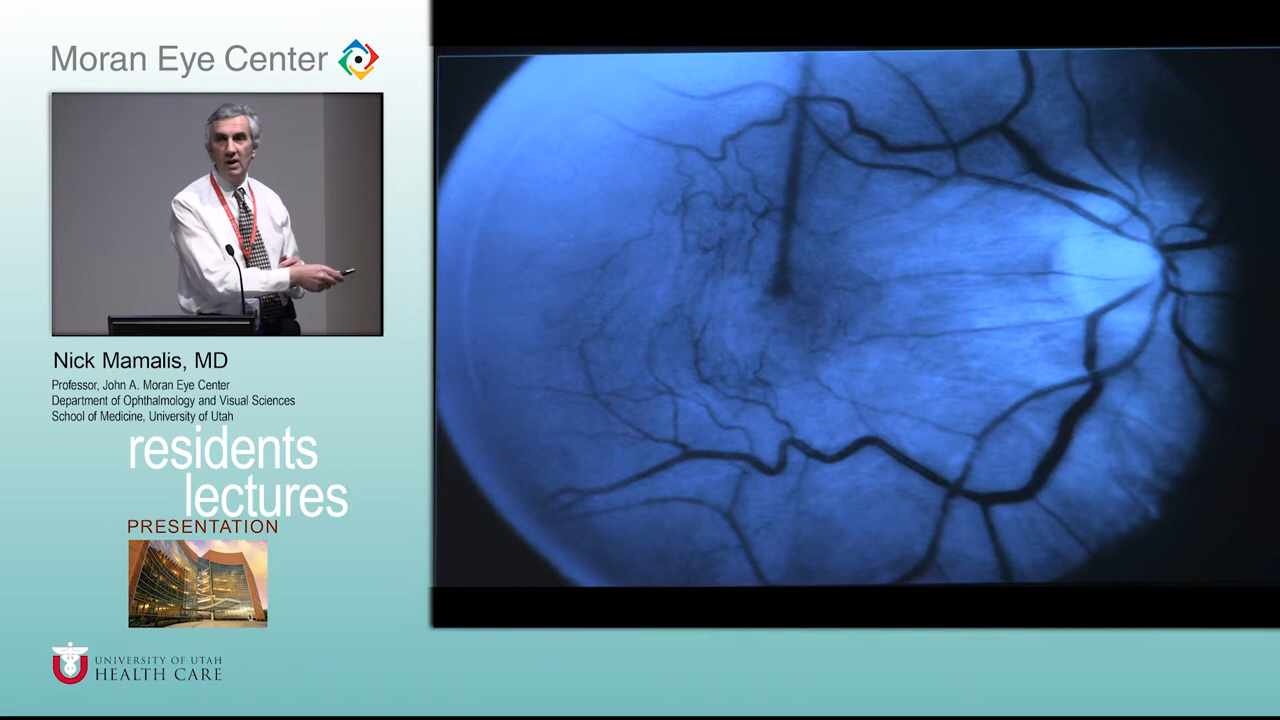 Moran Eye Center
Nick Mamalis, MD
Professor, John A. Moran Eye Center
Department of Ophthalmology and Visual Sciences
School of Medicine, University of Utah
residents
lectures
PRESENTATION
UNIVERSITY OF UTAH
HEALTH CARE